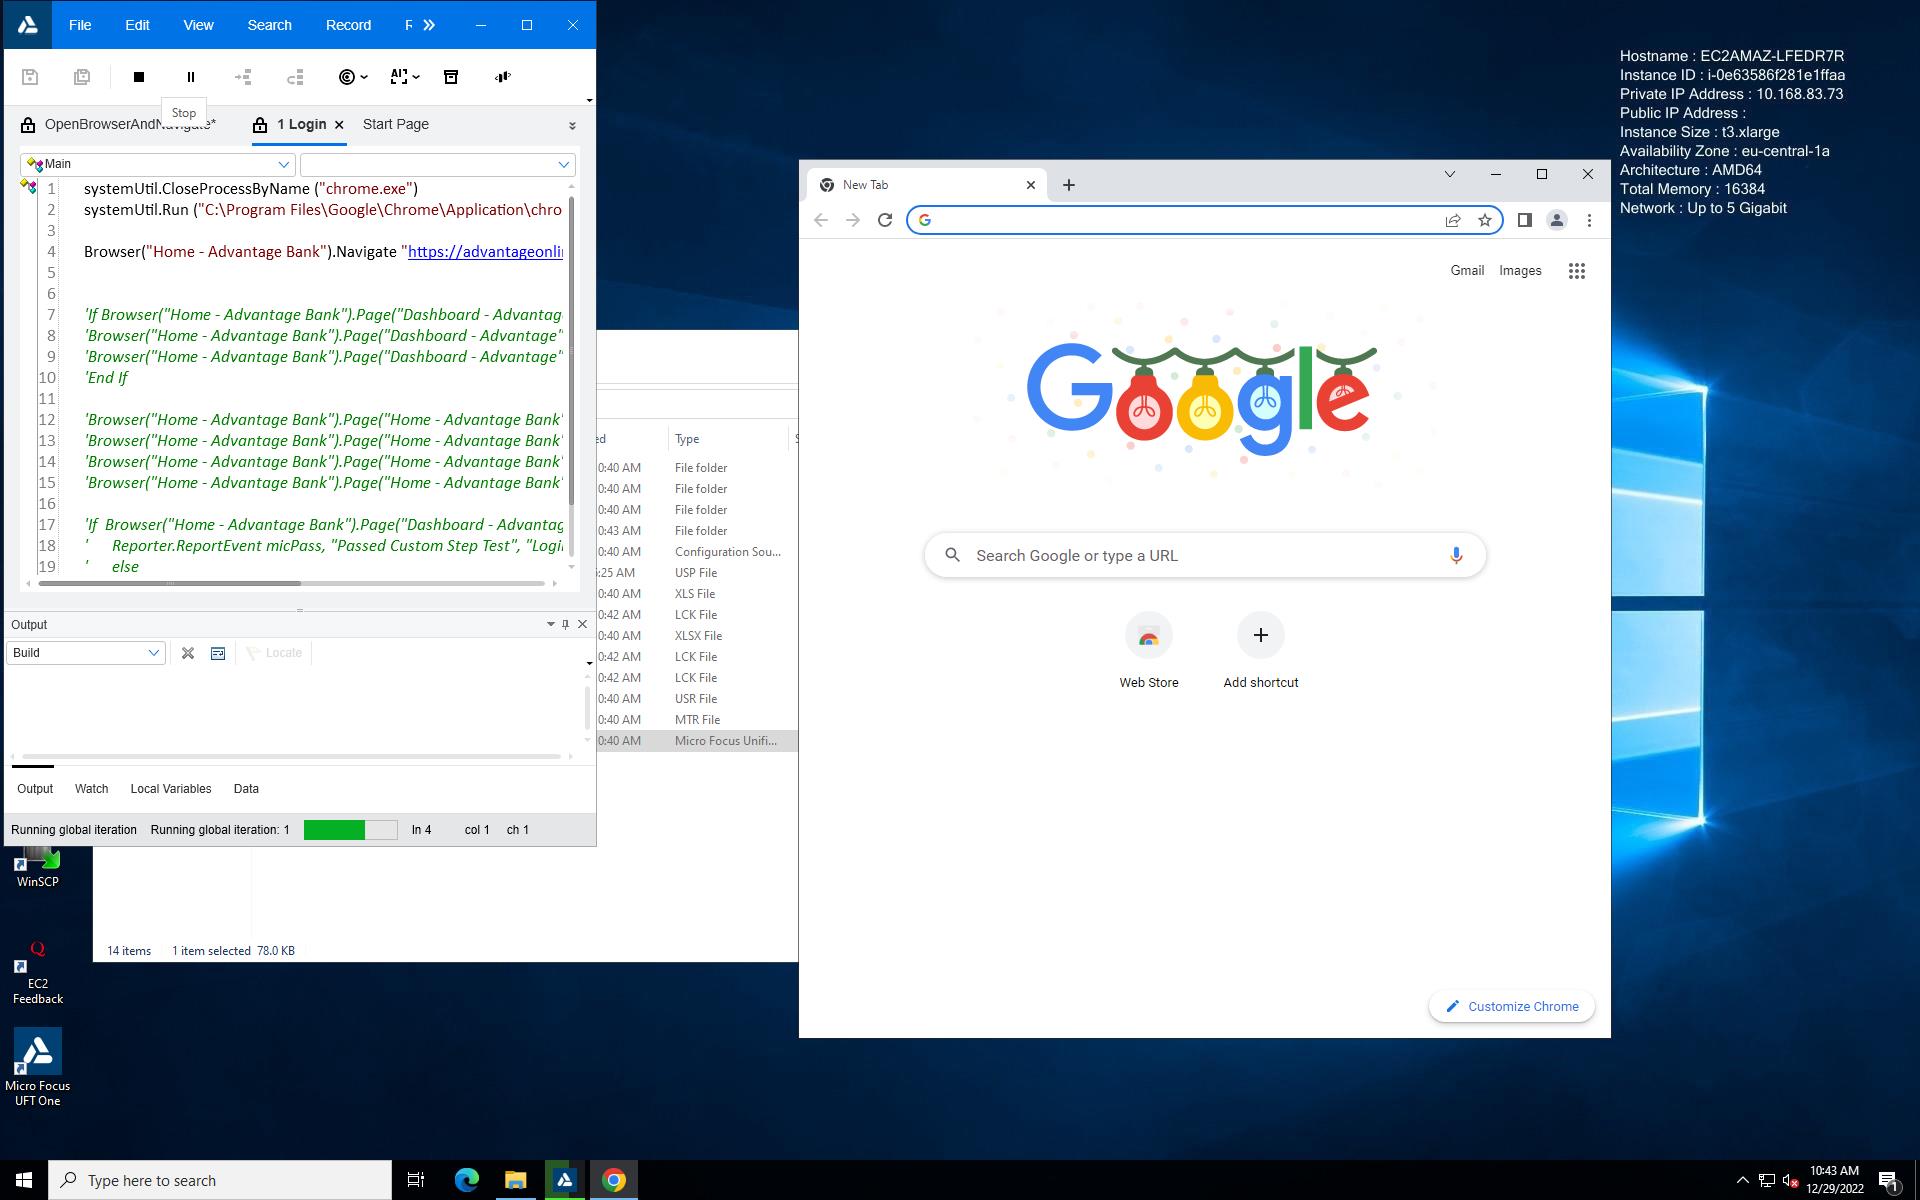 File Edit View Search Record
Stop
OpenBrowserAndNavigate*
1 Login
Start Page
Main
1 systemUtil.CloseProcessByName ("chrome.exe")
2 systemUtil.Run ("C:\Program Files\Google\Chrome\Application\chro
3
4 Browser("Home - Advantage Bank").Navigate "https://advantageonli
5
6
7 'If Browser("Home - Advantage Bank").Page("Dashboard - Advantag
8 'Browser("Home - Advantage Bank").Page("Dashboard - Advantage"
9 'Browser("Home - Advantage Bank").Page("Dashboard - Advantage"
10 'End If
11
12 'Browser("Home - Advantage Bank").Page("Home - Advantage Bank"
13 'Browser("Home - Advantage Bank").Page("Home - Advantage Bank"
14 'Browser("Home - Advantage Bank").Page("Home - Advantage Bank"
15 'Browser("Home - Advantage Bank").Page("Home - Advantage Bank"
16
17 'If Browser("Home - Advantage Bank").Page("Dashboard - Advantag
18 ' Reporter.ReportEvent micPass, "Passed Custom Step Test", "Logi
19 ' else
Output
Build
Locate
Output Watch Local Variables Data
Running global iteration Running global iteration: 1 ln 4 col 1 ch 1
Type
0:40 AM File folder
0:40 AM File folder
0:40 AM File folder
0:43 AM File folder
0:40 AM Configuration Sou...
:25 AM USP File
0:40 AM XLS File
0:42 AM LCK File
0:40 AM XLSX File
0:42 AM LCK File
0:42 AM LCK File
0:40 AM USR File
0:40 AM MTR File
0:40 AM Micro Focus Unifi...
14 items 1 item selected 78.0 KB
New Tab
Gmail Images
Google
Search Google or type a URL
Web Store
Add shortcut
Customize Chrome
Hostname : EC2AMAZ-LFEDR7R
Instance ID : i-0e63586f281e1ffaa
Private IP Address : 10.168.83.73
Public IP Address :
Instance Size : t3.xlarge
Availability Zone : eu-central-1a
Architecture : AMD64
Total Memory : 16384
Network : Up to 5 Gigabit
WinSCP
EC2
Feedback
Micro Focus
UFT One
Type here to search
10:43 AM
12/29/2022
1